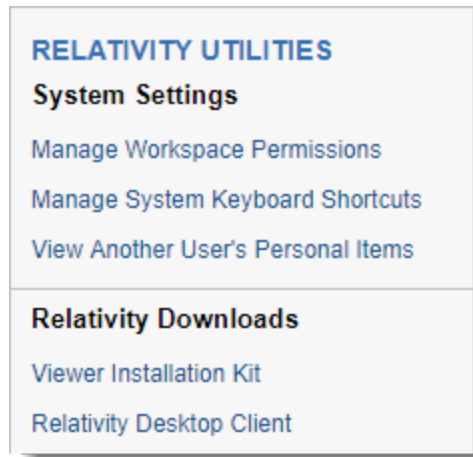 RELATIVITY UTILITIES
System Settings
Manage Workspace Permissions
Manage System Keyboard Shortcuts
View Another User's Personal Items
Relativity Downloads
Viewer Installation Kit
Relativity Desktop Client